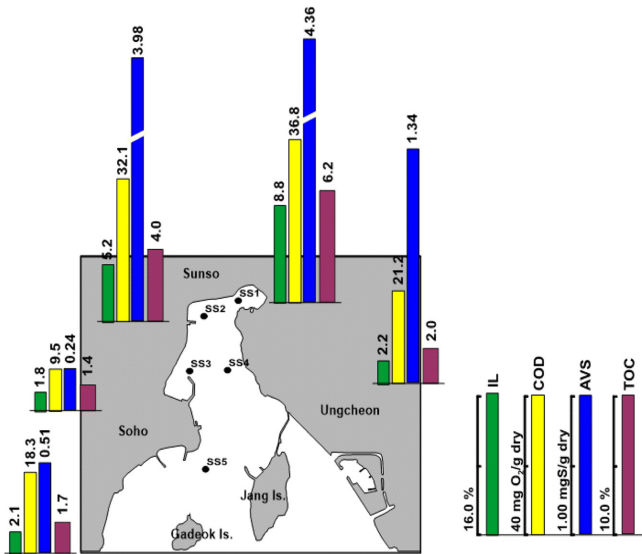 3.98
32.1
5.2
4.0
4.36
36.8
8.8
6.2
1.34
21.2
2.2
2.0
Sunso
SS1
SS2
SS3
SS4
1.8
9.5
0.24
1.4
Soho
Ungcheon
SS5
2.1
18.3
0.51
1.7
Jang Is.
Gadeok Is.
IL
COD
AVS
TOC
16.0 %
40 mg O₂/g dry
1.00 mgS/g dry
10.0 %